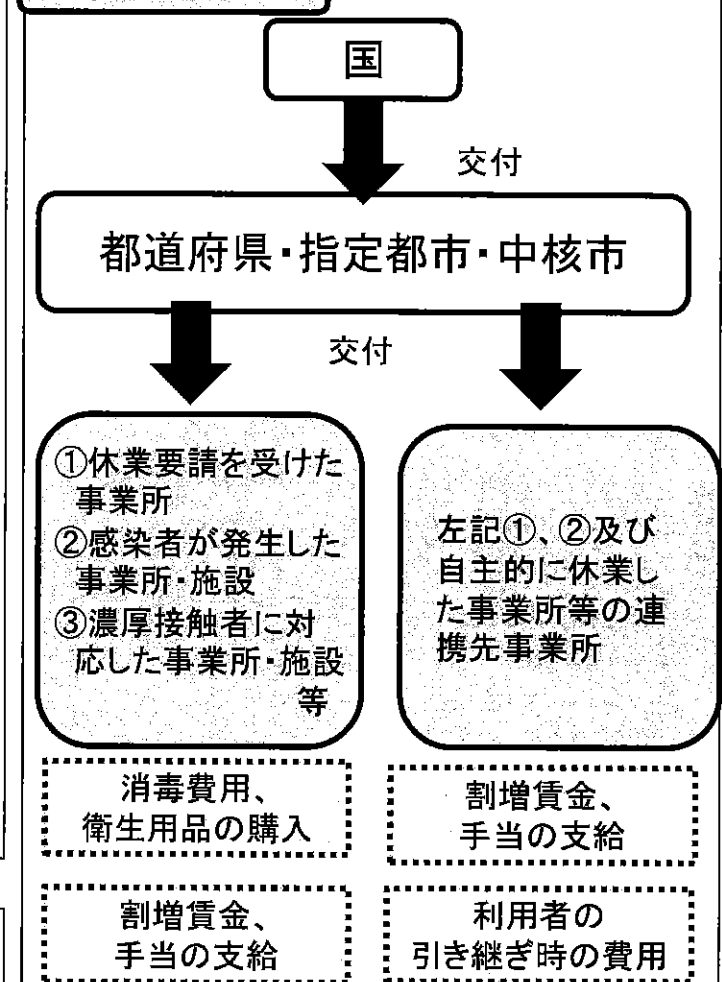 国
交付
都道府県・指定都市・中核市
交付
①休業要請を受けた
事業所
②感染者が発生した
事業所・施設
③濃厚接触者に対
応した事業所・施設
等
左記①、②及び
自主的に休業し
た事業所等の連
携先事業所
消毒費用、
衛生用品の購入
割増賃金、
手当の支給
割増賃金、
手当の支給
利用者の
引き継ぎ時の費用